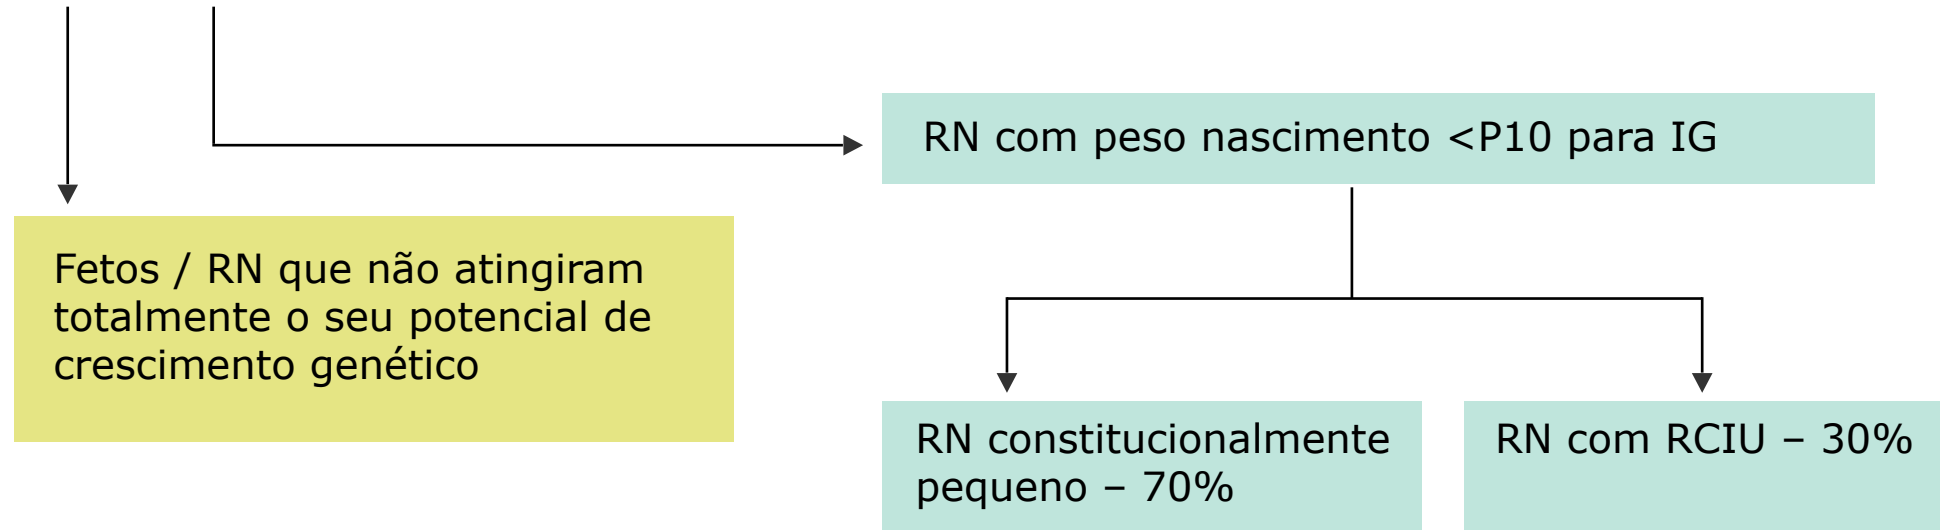 RN com peso nascimento <P10 para IG
Fetos / RN que não atingiram
totalmente o seu potencial de
crescimento genético
RN constitucionalmente
pequeno – 70%
RN com RCIU – 30%